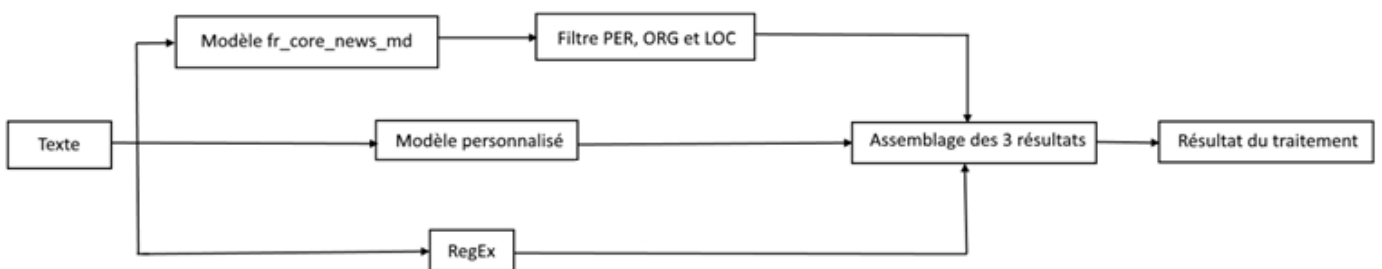 Modèle fr_core_news_md
Filtre PER, ORG et LOC
Texte
Modèle personnalisé
Assemblage des 3 résultats
Résultat du traitement
RegEx